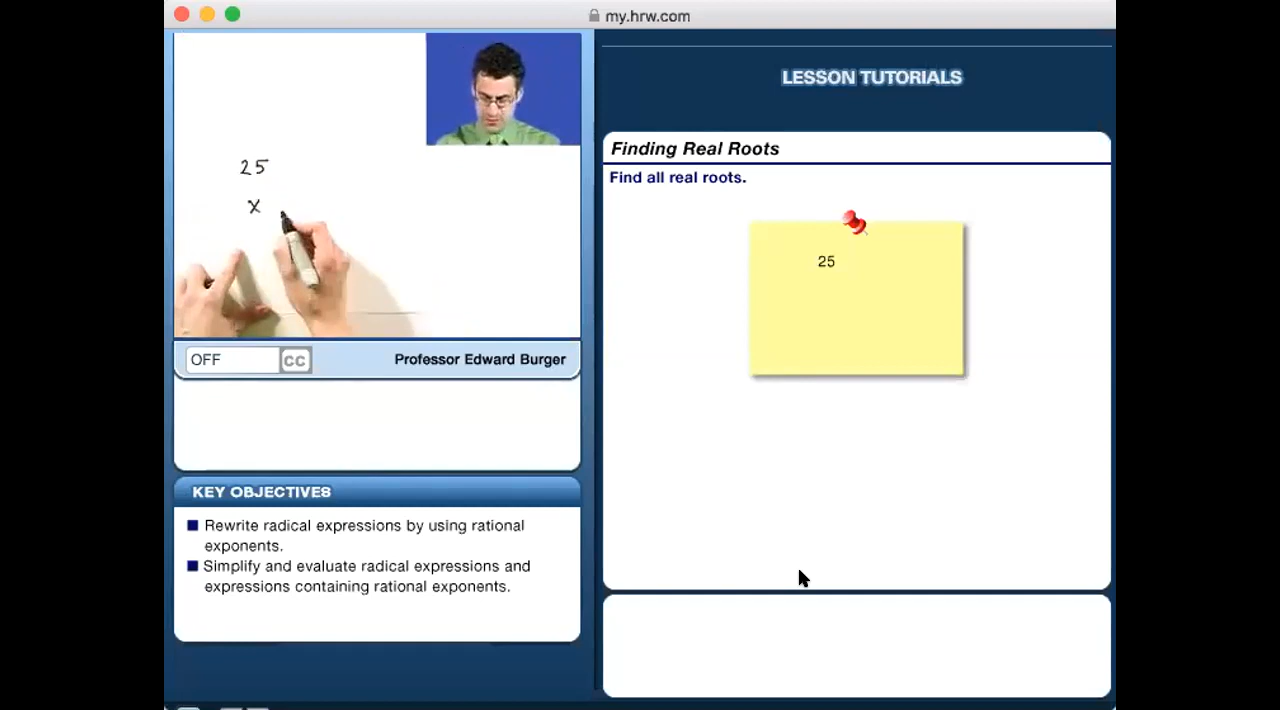 my.hrw.com
25
x
OFF
CC
Professor Edward Burger
KEY OBJECTIVES
Rewrite radical expressions by using rational
exponents.
Simplify and evaluate radical expressions and
expressions containing rational exponents.
LESSON TUTORIALS
Finding Real Roots
Find all real roots.
25